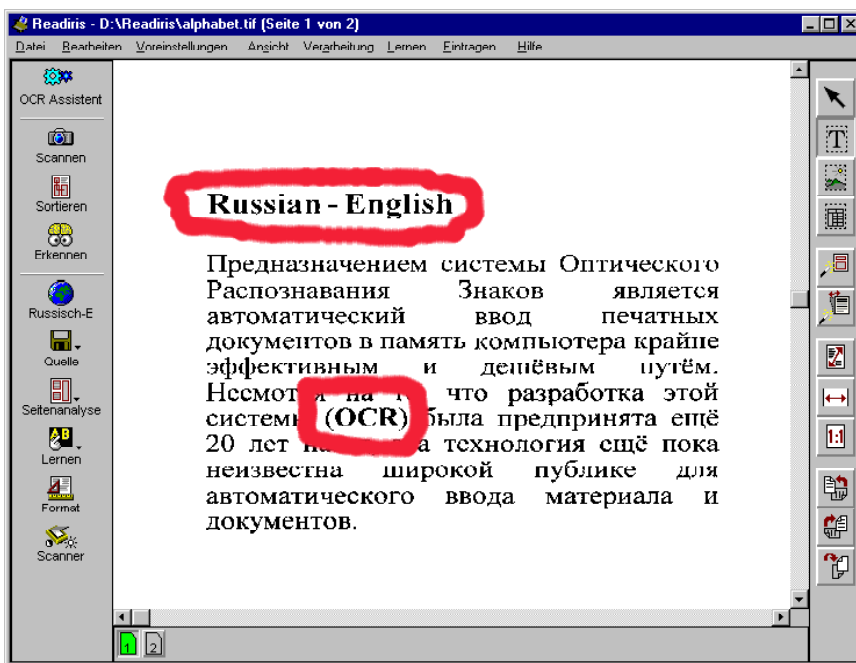 Readiris - D:\Readiris\alphabet.tif (Seite 1 von 2)
Datei Bearbeiten Voreinstellungen Ansicht Verarbeitung Lernen Eintragen Hilfe
OCR Assistent
Scannen
Sortieren
Erkennen
Russisch-E
Quelle
Seitenanalyse
Lernen
Format
Scanner
Russian - English
Предназначением системы Оптического
Распознавания Знаков является
автоматический ввод печатных
документов в память компьютера крайне
эффективным и дешёвым путём.
Несмотря на что разработка этой
системы (OCR) была предпринята ещё
20 лет технология ещё пока
неизвестна широкой публике для
автоматического ввода материала и
документов.
1:1
1 2